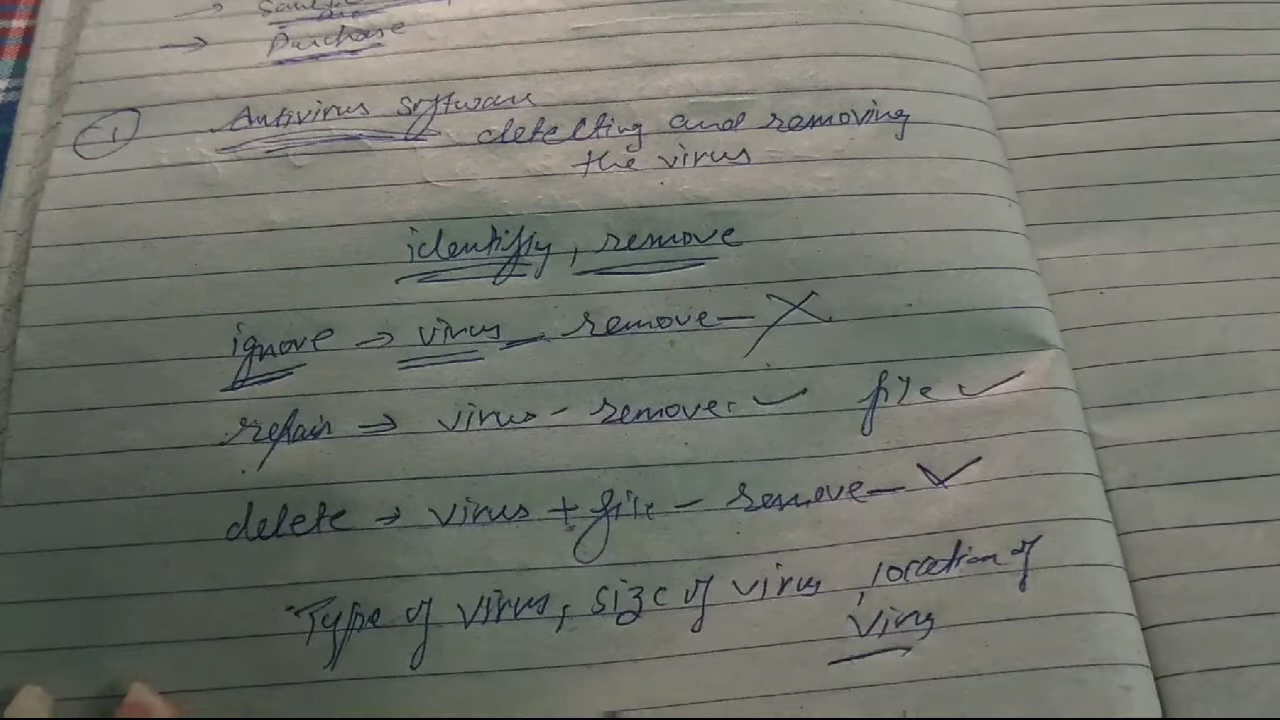 →
→ Purchase
①  Antivirus software
detecting and removing
the virus
identifiy, remove
ignore → virus - remove - ✗
repair → virus - remove. ✓ file ✓
delete → virus + file - remove - ✓
Type of virus, size of virus, location of
virus